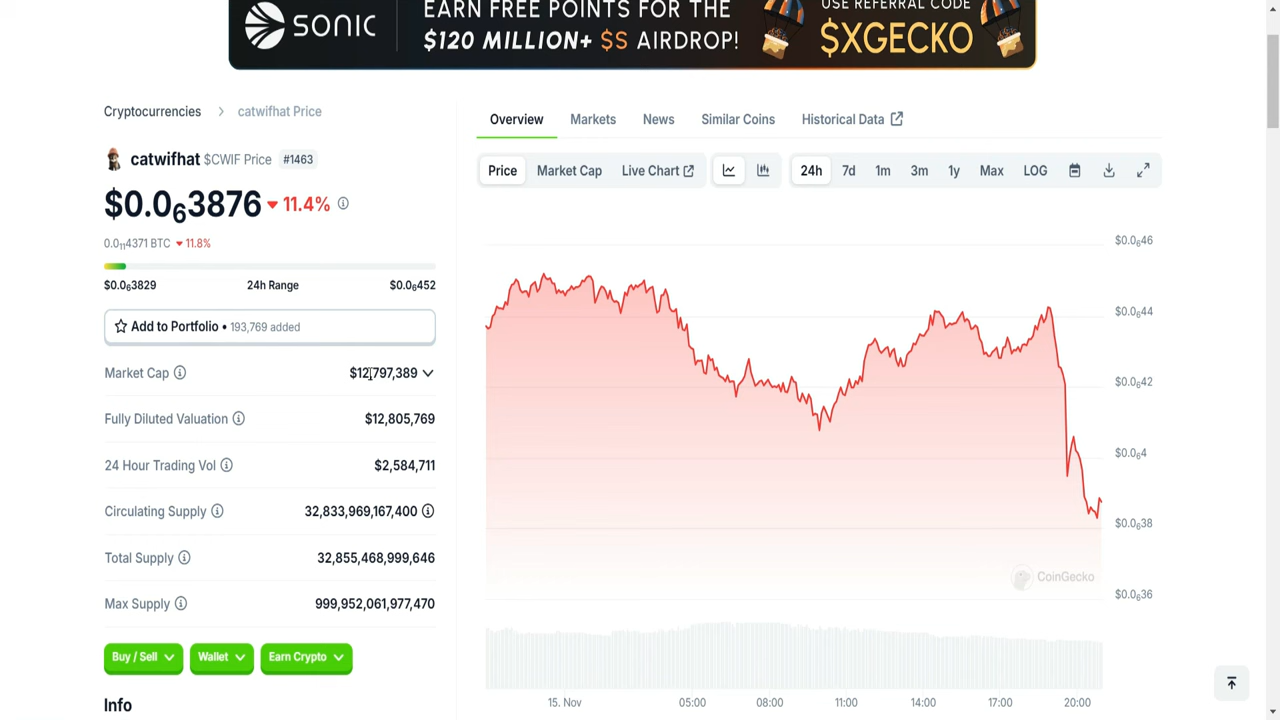 SONIC
EARN FREE POINTS FOR THE
$120 MILLION+ $S AIRDROP!
USE REFERRAL CODE
$XGECKO
Cryptocurrencies > catwifhat Price
catwifhat $CWIF Price #1463
$0.0₆3876 ▼ 11.4%
0.0₁₁4371 BTC ▼ 11.8%
$0.0₆3829 24h Range $0.0₆452
Add to Portfolio • 193,769 added
Market Cap $12,797,389
Fully Diluted Valuation $12,805,769
24 Hour Trading Vol $2,584,711
Circulating Supply 32,833,969,167,400
Total Supply 32,855,468,999,646
Max Supply 999,952,061,977,470
Buy / Sell Wallet Earn Crypto
Info
Overview Markets News Similar Coins Historical Data
Price Market Cap Live Chart 24h 7d 1m 3m 1y Max LOG
$0.0₆46
$0.0₆44
$0.0₆42
$0.0₆4
$0.0₆38
CoinGecko
$0.0₆36
15. Nov 05:00 08:00 11:00 14:00 17:00 20:00